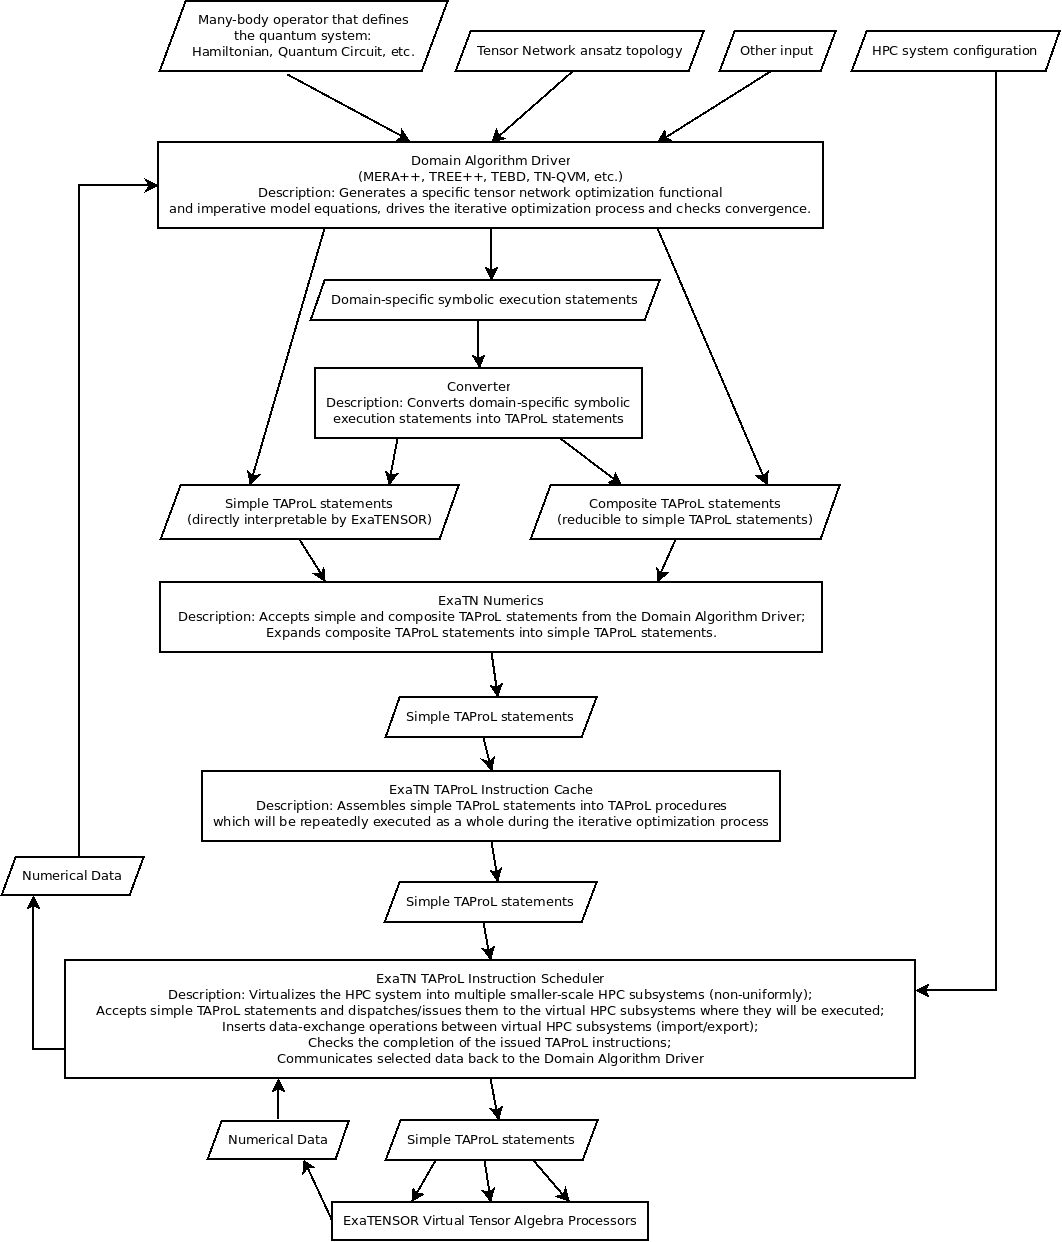 Many-body operator that defines
the quantum system:
Hamiltonian, Quantum Circuit, etc.
Tensor Network ansatz topology
Other input
HPC system configuration
Domain Algorithm Driver
(MERA++, TREE++, TEBD, TN-QVM, etc.)
Description: Generates a specific tensor network optimization functional
and imperative model equations, drives the iterative optimization process and checks convergence.
Domain-specific symbolic execution statements
Converter
Description: Converts domain-specific symbolic
execution statements into TAProL statements
Simple TAProL statements
(directly interpretable by ExaTENSOR)
Composite TAProL statements
(reducible to simple TAProL statements)
ExaTN Numerics
Description: Accepts simple and composite TAProL statements from the Domain Algorithm Driver;
Expands composite TAProL statements into simple TAProL statements.
Simple TAProL statements
ExaTN TAProL Instruction Cache
Description: Assembles simple TAProL statements into TAProL procedures
which will be repeatedly executed as a whole during the iterative optimization process
Numerical Data
Simple TAProL statements
ExaTN TAProL Instruction Scheduler
Description: Virtualizes the HPC system into multiple smaller-scale HPC subsystems (non-uniformly);
Accepts simple TAProL statements and dispatches/issues them to the virtual HPC subsystems where they will be executed;
Inserts data-exchange operations between virtual HPC subsystems (import/export);
Checks the completion of the issued TAProL instructions;
Communicates selected data back to the Domain Algorithm Driver
Numerical Data
Simple TAProL statements
ExaTENSOR Virtual Tensor Algebra Processors